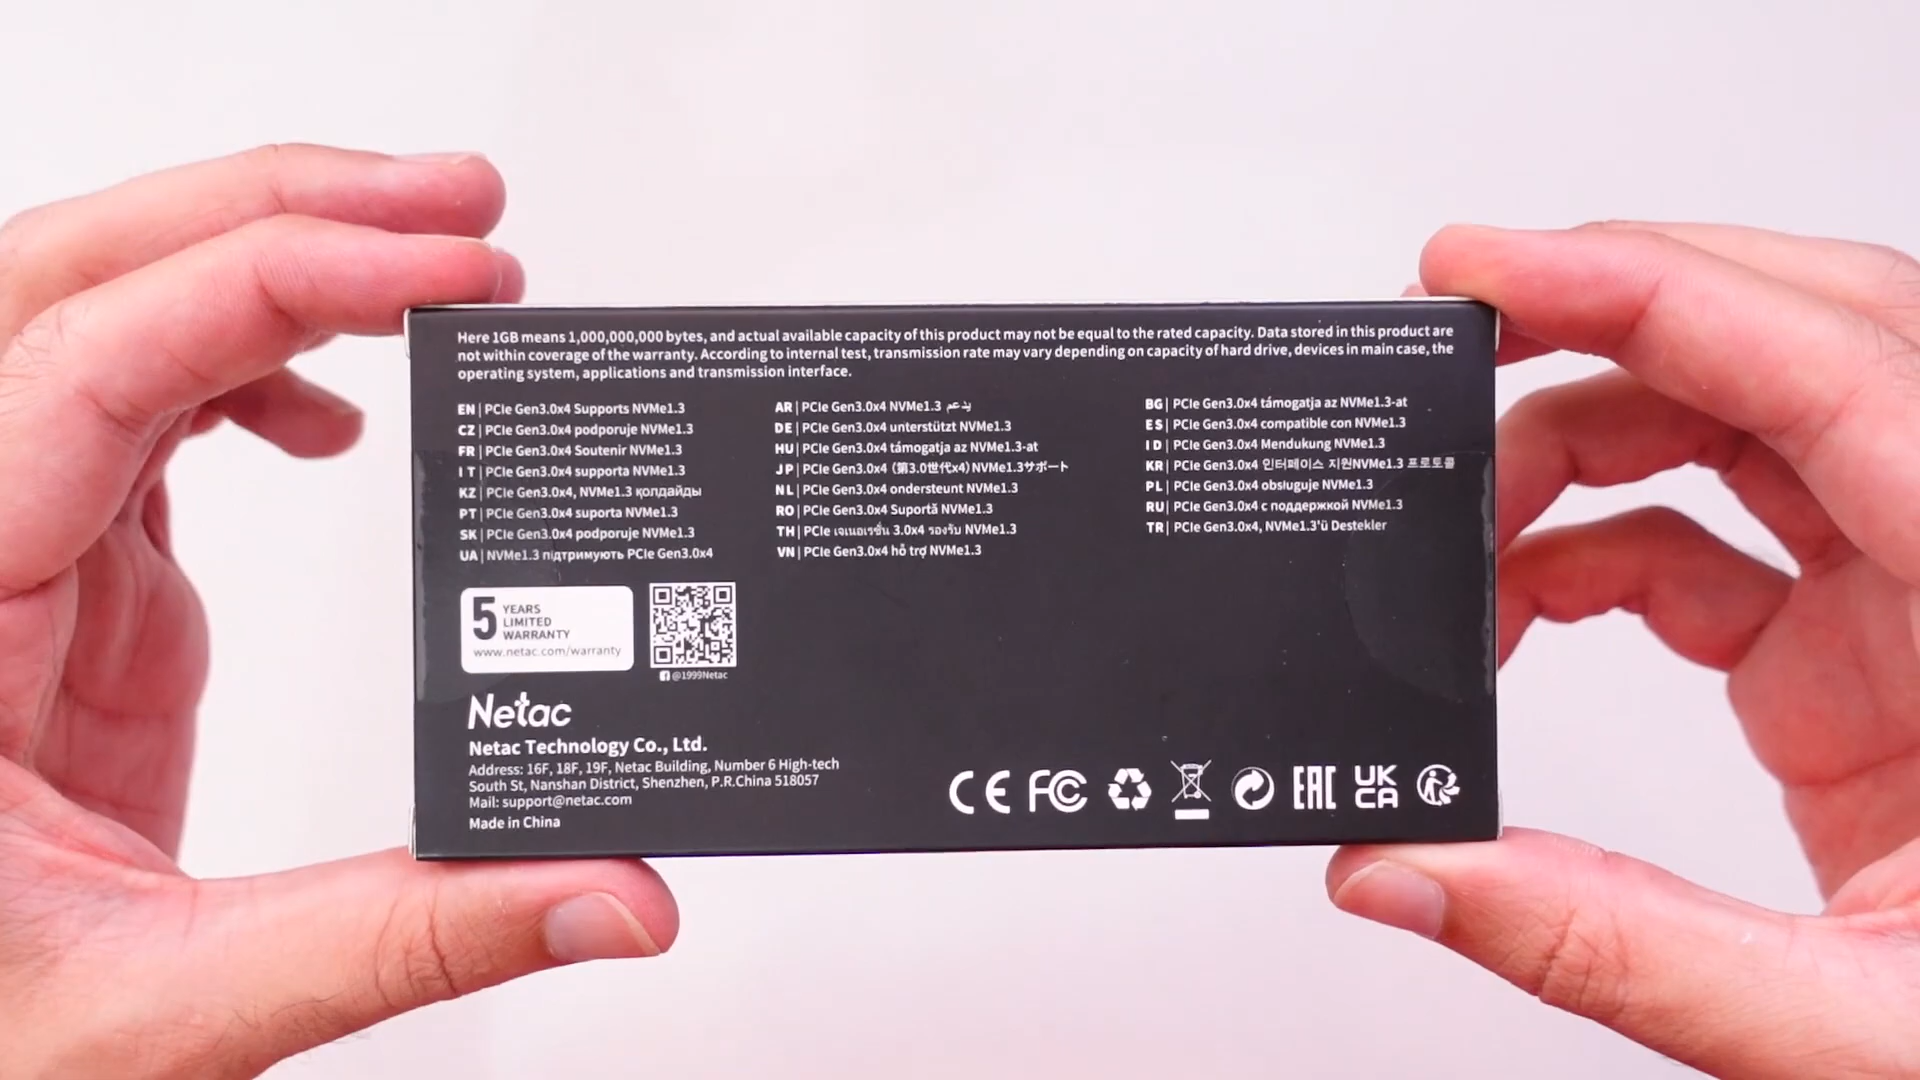 Here 1GB means 1,000,000,000 bytes, and actual available capacity of this product may not be equal to the rated capacity. Data stored in this product are
not within coverage of the warranty. According to internal test, transmission rate may vary depending on capacity of hard drive, devices in main case, the
operating system, applications and transmission interface.
EN | PCIe Gen3.0x4 Supports NVMe1.3
CZ | PCIe Gen3.0x4 podporuje NVMe1.3
FR | PCIe Gen3.0x4 Soutenir NVMe1.3
IT | PCIe Gen3.0x4 supporta NVMe1.3
KZ | PCIe Gen3.0x4, NVMe1.3 қолдайды
PT | PCIe Gen3.0x4 suporta NVMe1.3
SK | PCIe Gen3.0x4 podporuje NVMe1.3
UA | NVMe1.3 підтримують PCIe Gen3.0x4
AR | PCIe Gen3.0x4 NVMe1.3 يدعم
DE | PCIe Gen3.0x4 unterstützt NVMe1.3
HU | PCIe Gen3.0x4 támogatja az NVMe1.3-at
JP | PCIe Gen3.0x4 (第3.0世代x4) NVMe1.3サポート
NL | PCIe Gen3.0x4 ondersteunt NVMe1.3
RO | PCIe Gen3.0x4 Suportă NVMe1.3
TH | PCIe เจเนอเรชั่น 3.0x4 รองรับ NVMe1.3
VN | PCIe Gen3.0x4 hỗ trợ NVMe1.3
BG | PCIe Gen3.0x4 támogatja az NVMe1.3-at
ES | PCIe Gen3.0x4 compatible con NVMe1.3
ID | PCIe Gen3.0x4 Mendukung NVMe1.3
KR | PCIe Gen3.0x4 인터페이스 지원NVMe1.3 프로토콜
PL | PCIe Gen3.0x4 obsługuje NVMe1.3
RU | PCIe Gen3.0x4 с поддержкой NVMe1.3
TR | PCIe Gen3.0x4, NVMe1.3'ü Destekler
5 YEARS
LIMITED
WARRANTY
www.netac.com/warranty
@1999Netac
Netac
Netac Technology Co., Ltd.
Address: 16F, 18F, 19F, Netac Building, Number 6 High-tech
South St, Nanshan District, Shenzhen, P.R.China 518057
Mail: support@netac.com
Made in China
CE FC EAC UK
CA